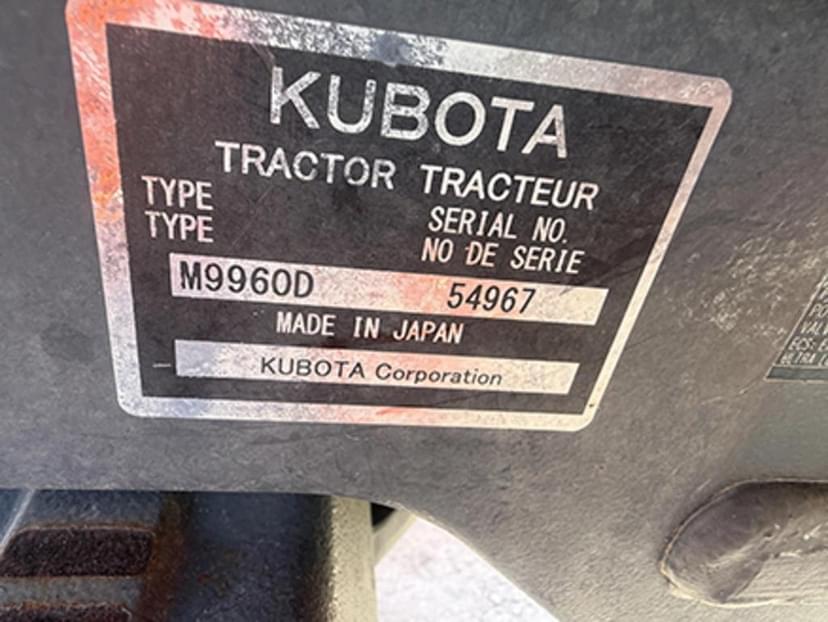 KUBOTA
TRACTOR TRACTEUR
TYPE
TYPE
SERIAL NO.
NO DE SERIE
M9960D 54967
MADE IN JAPAN
KUBOTA Corporation